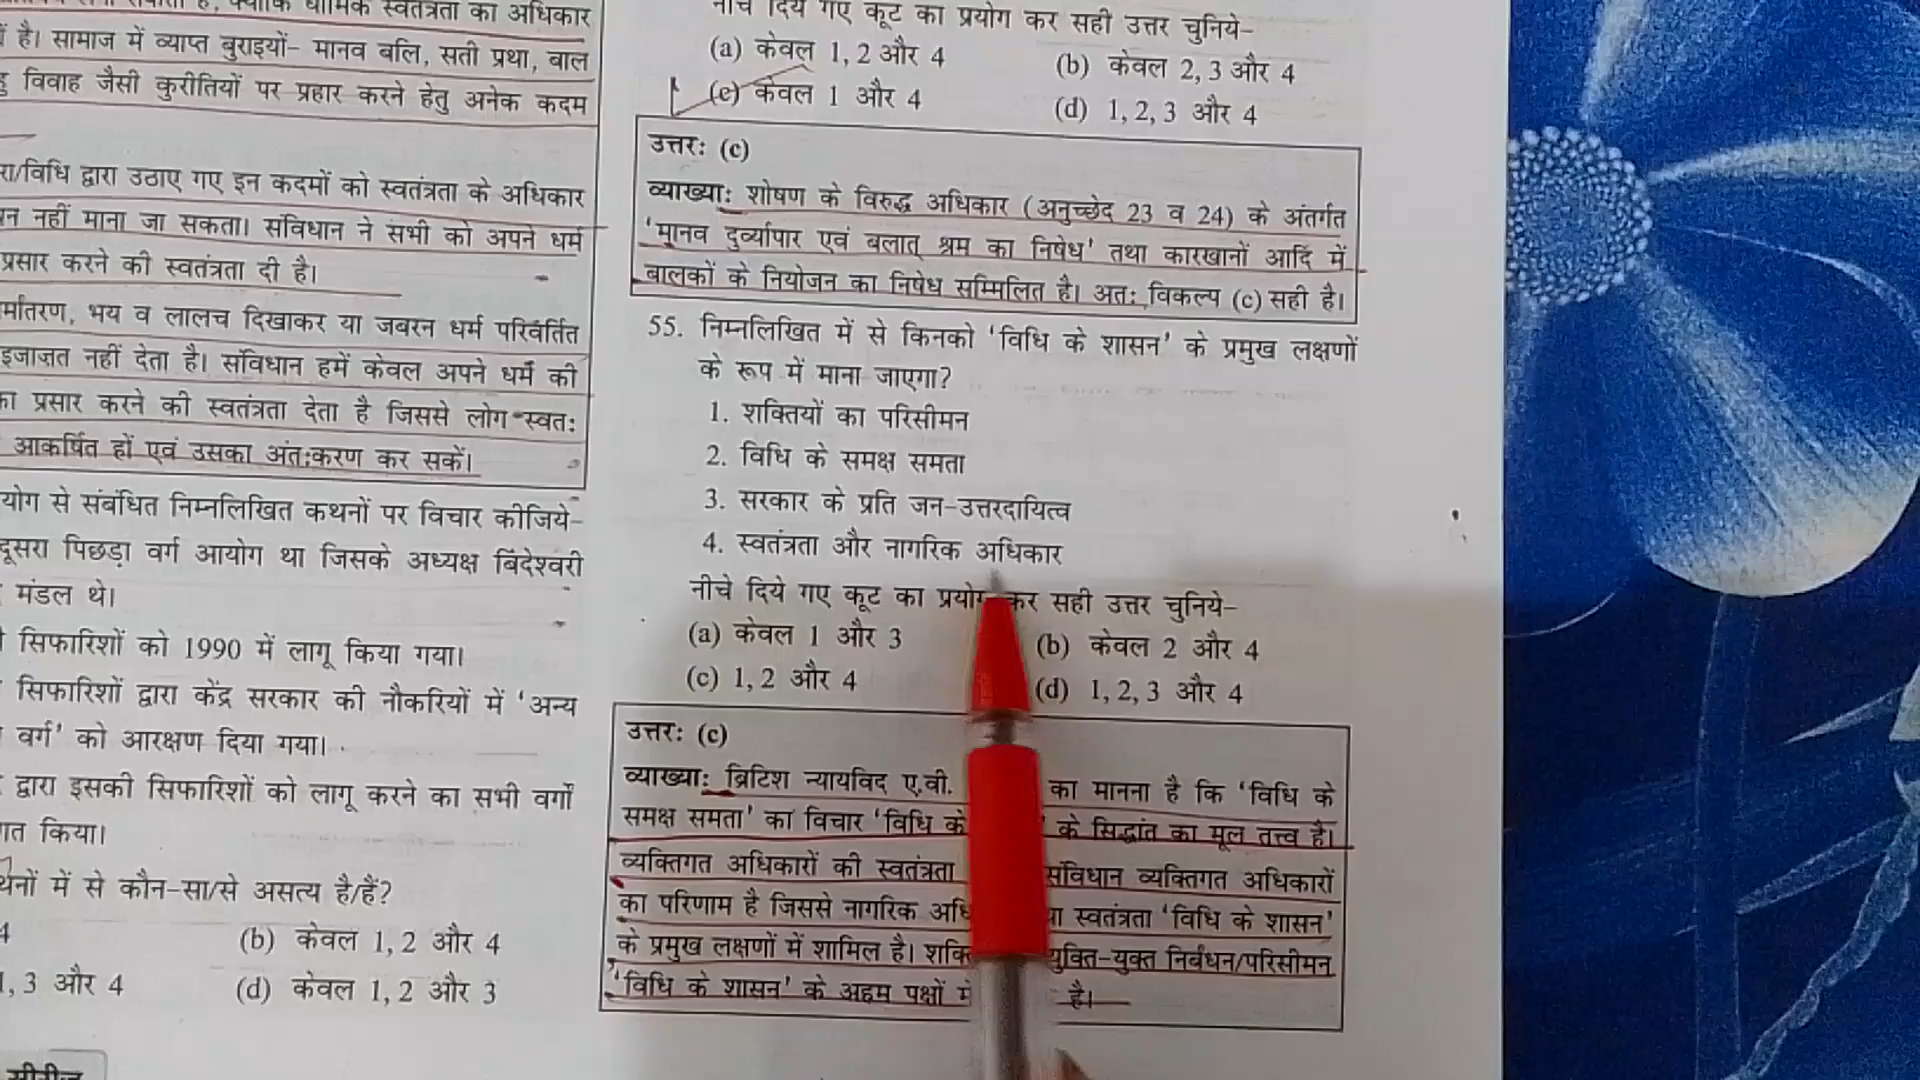 स्वतंत्रता का अधिकार
है। सामाज में व्याप्त बुराइयों- मानव बलि, सती प्रथा, बाल
विवाह जैसी कुरीतियों पर प्रहार करने हेतु अनेक कदम
विधि द्वारा उठाए गए इन कदमों को स्वतंत्रता के अधिकार
नहीं माना जा सकता। संविधान ने सभी को अपने धर्म
प्रसार करने की स्वतंत्रता दी है।
भय व लालच दिखाकर या जबरन धर्म परिवर्तित
इजाज़त नहीं देता है। संविधान हमें केवल अपने धर्म की
प्रसार करने की स्वतंत्रता देता है जिससे लोग स्वतः
आकर्षित हों एवं उसका अंतःकरण कर सकें।
योग से संबंधित निम्नलिखित कथनों पर विचार कीजिये-
दूसरा पिछड़ा वर्ग आयोग था जिसके अध्यक्ष बिंदेश्वरी
मंडल थे।
सिफारिशों को 1990 में लागू किया गया।
सिफारिशों द्वारा केंद्र सरकार की नौकरियों में 'अन्य
वर्ग' को आरक्षण दिया गया।
द्वारा इसकी सिफारिशों को लागू करने का सभी वर्गों
किया।
में से कौन-सा/से असत्य है/हैं?
4 (b) केवल 1, 2 और 4
, 3 और 4 (d) केवल 1, 2 और 3
सीरीज़
नीचे दिये गए कूट का प्रयोग कर सही उत्तर चुनिये-
(a) केवल 1, 2 और 4 (b) केवल 2, 3 और 4
(c) केवल 1 और 4 (d) 1, 2, 3 और 4
उत्तरः (c)
व्याख्याः शोषण के विरुद्ध अधिकार (अनुच्छेद 23 व 24) के अंतर्गत
'मानव दुर्व्यापार एवं बलात् श्रम का निषेध' तथा कारखानों आदि में
बालकों के नियोजन का निषेध सम्मिलित है। अतः विकल्प (c) सही है।
55. निम्नलिखित में से किनको 'विधि के शासन' के प्रमुख लक्षणों
के रूप में माना जाएगा?
1. शक्तियों का परिसीमन
2. विधि के समक्ष समता
3. सरकार के प्रति जन-उत्तरदायित्व
4. स्वतंत्रता और नागरिक अधिकार
नीचे दिये गए कूट का प्रयोग कर सही उत्तर चुनिये-
(a) केवल 1 और 3 (b) केवल 2 और 4
(c) 1, 2 और 4 (d) 1, 2, 3 और 4
उत्तरः (c)
व्याख्याः ब्रिटिश न्यायविद ए.वी. का मानना है कि 'विधि के
समक्ष समता' का विचार 'विधि के ' के सिद्धांत का मूल तत्त्व है।
व्यक्तिगत अधिकारों की स्वतंत्रता संविधान व्यक्तिगत अधिकारों
का परिणाम है जिससे नागरिक स्वतंत्रता 'विधि के शासन'
के प्रमुख लक्षणों में शामिल है। युक्ति-युक्त निर्बंधन/परिसीमन
'विधि के शासन' के अहम पक्षों में है।